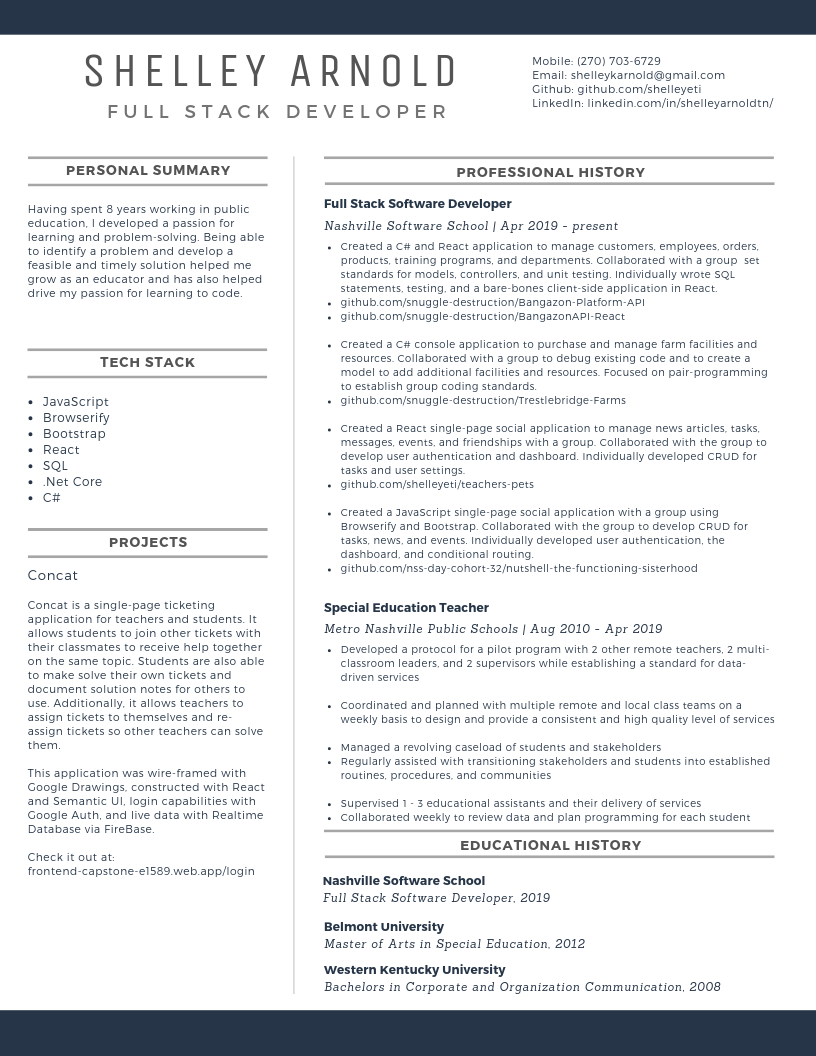 SHELLEY ARNOLD
FULL STACK DEVELOPER
Mobile: (270) 703-6729
Email: shelleykarnold@gmail.com
Github: github.com/shelleyeti
LinkedIn: linkedin.com/in/shelleyarnoldtn/
PERSONAL SUMMARY
Having spent 8 years working in public
education, I developed a passion for
learning and problem-solving. Being able
to identify a problem and develop a
feasible and timely solution helped me
grow as an educator and has also helped
drive my passion for learning to code.
TECH STACK
• JavaScript
• Browserify
• Bootstrap
• React
• SQL
• .Net Core
• C#
PROJECTS
Concat
Concat is a single-page ticketing
application for teachers and students. It
allows students to join other tickets with
their classmates to receive help together
on the same topic. Students are also able
to make solve their own tickets and
document solution notes for others to
use. Additionally, it allows teachers to
assign tickets to themselves and re-
assign tickets so other teachers can solve
them.
This application was wire-framed with
Google Drawings, constructed with React
and Semantic UI, login capabilities with
Google Auth, and live data with Realtime
Database via FireBase.
Check it out at:
frontend-capstone-e1589.web.app/login
PROFESSIONAL HISTORY
Full Stack Software Developer
Nashville Software School | Apr 2019 – present
• Created a C# and React application to manage customers, employees, orders,
products, training programs, and departments. Collaborated with a group  set
standards for models, controllers, and unit testing. Individually wrote SQL
statements, testing, and a bare-bones client-side application in React.
• github.com/snuggle-destruction/Bangazon-Platform-API
• github.com/snuggle-destruction/BangazonAPI-React
• Created a C# console application to purchase and manage farm facilities and
resources. Collaborated with a group to debug existing code and to create a
model to add additional facilities and resources. Focused on pair-programming
to establish group coding standards.
• github.com/snuggle-destruction/Trestlebridge-Farms
• Created a React single-page social application to manage news articles, tasks,
messages, events, and friendships with a group. Collaborated with the group to
develop user authentication and dashboard. Individually developed CRUD for
tasks and user settings.
• github.com/shelleyeti/teachers-pets
• Created a JavaScript single-page social application with a group using
Browserify and Bootstrap. Collaborated with the group to develop CRUD for
tasks, news, and events. Individually developed user authentication, the
dashboard, and conditional routing.
• github.com/nss-day-cohort-32/nutshell-the-functioning-sisterhood
Special Education Teacher
Metro Nashville Public Schools | Aug 2010 – Apr 2019
• Developed a protocol for a pilot program with 2 other remote teachers, 2 multi-
classroom leaders, and 2 supervisors while establishing a standard for data-
driven services
• Coordinated and planned with multiple remote and local class teams on a
weekly basis to design and provide a consistent and high quality level of services
• Managed a revolving caseload of students and stakeholders
• Regularly assisted with transitioning stakeholders and students into established
routines, procedures, and communities
• Supervised 1 - 3 educational assistants and their delivery of services
• Collaborated weekly to review data and plan programming for each student
EDUCATIONAL HISTORY
Nashville Software School
Full Stack Software Developer, 2019
Belmont University
Master of Arts in Special Education, 2012
Western Kentucky University
Bachelors in Corporate and Organization Communication, 2008